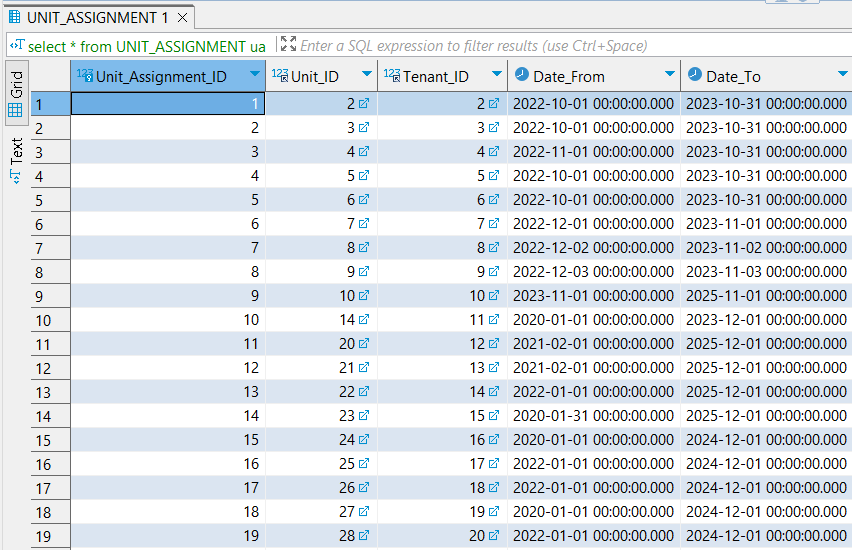 UNIT_ASSIGNMENT 1
select * from UNIT_ASSIGNMENT ua Enter a SQL expression to filter results (use Ctrl+Space)
Grid
Text
123 Unit_Assignment_ID 123 Unit_ID 123 Tenant_ID Date_From Date_To
1 1 2 2 2022-10-01 00:00:00.000 2023-10-31 00:00:00.000
2 2 3 3 2022-10-01 00:00:00.000 2023-10-31 00:00:00.000
3 3 4 4 2022-11-01 00:00:00.000 2023-10-31 00:00:00.000
4 4 5 5 2022-10-01 00:00:00.000 2023-10-31 00:00:00.000
5 5 6 6 2022-10-01 00:00:00.000 2023-10-31 00:00:00.000
6 6 7 7 2022-12-01 00:00:00.000 2023-11-01 00:00:00.000
7 7 8 8 2022-12-02 00:00:00.000 2023-11-02 00:00:00.000
8 8 9 9 2022-12-03 00:00:00.000 2023-11-03 00:00:00.000
9 9 10 10 2023-11-01 00:00:00.000 2025-11-01 00:00:00.000
10 10 14 11 2020-01-01 00:00:00.000 2023-12-01 00:00:00.000
11 11 20 12 2021-02-01 00:00:00.000 2025-12-01 00:00:00.000
12 12 21 13 2021-02-01 00:00:00.000 2025-12-01 00:00:00.000
13 13 22 14 2022-01-01 00:00:00.000 2025-12-01 00:00:00.000
14 14 23 15 2020-01-31 00:00:00.000 2025-12-01 00:00:00.000
15 15 24 16 2020-01-01 00:00:00.000 2024-12-01 00:00:00.000
16 16 25 17 2022-01-01 00:00:00.000 2024-12-01 00:00:00.000
17 17 26 18 2022-01-01 00:00:00.000 2024-12-01 00:00:00.000
18 18 27 19 2020-01-01 00:00:00.000 2024-12-01 00:00:00.000
19 19 28 20 2022-01-01 00:00:00.000 2024-12-01 00:00:00.000